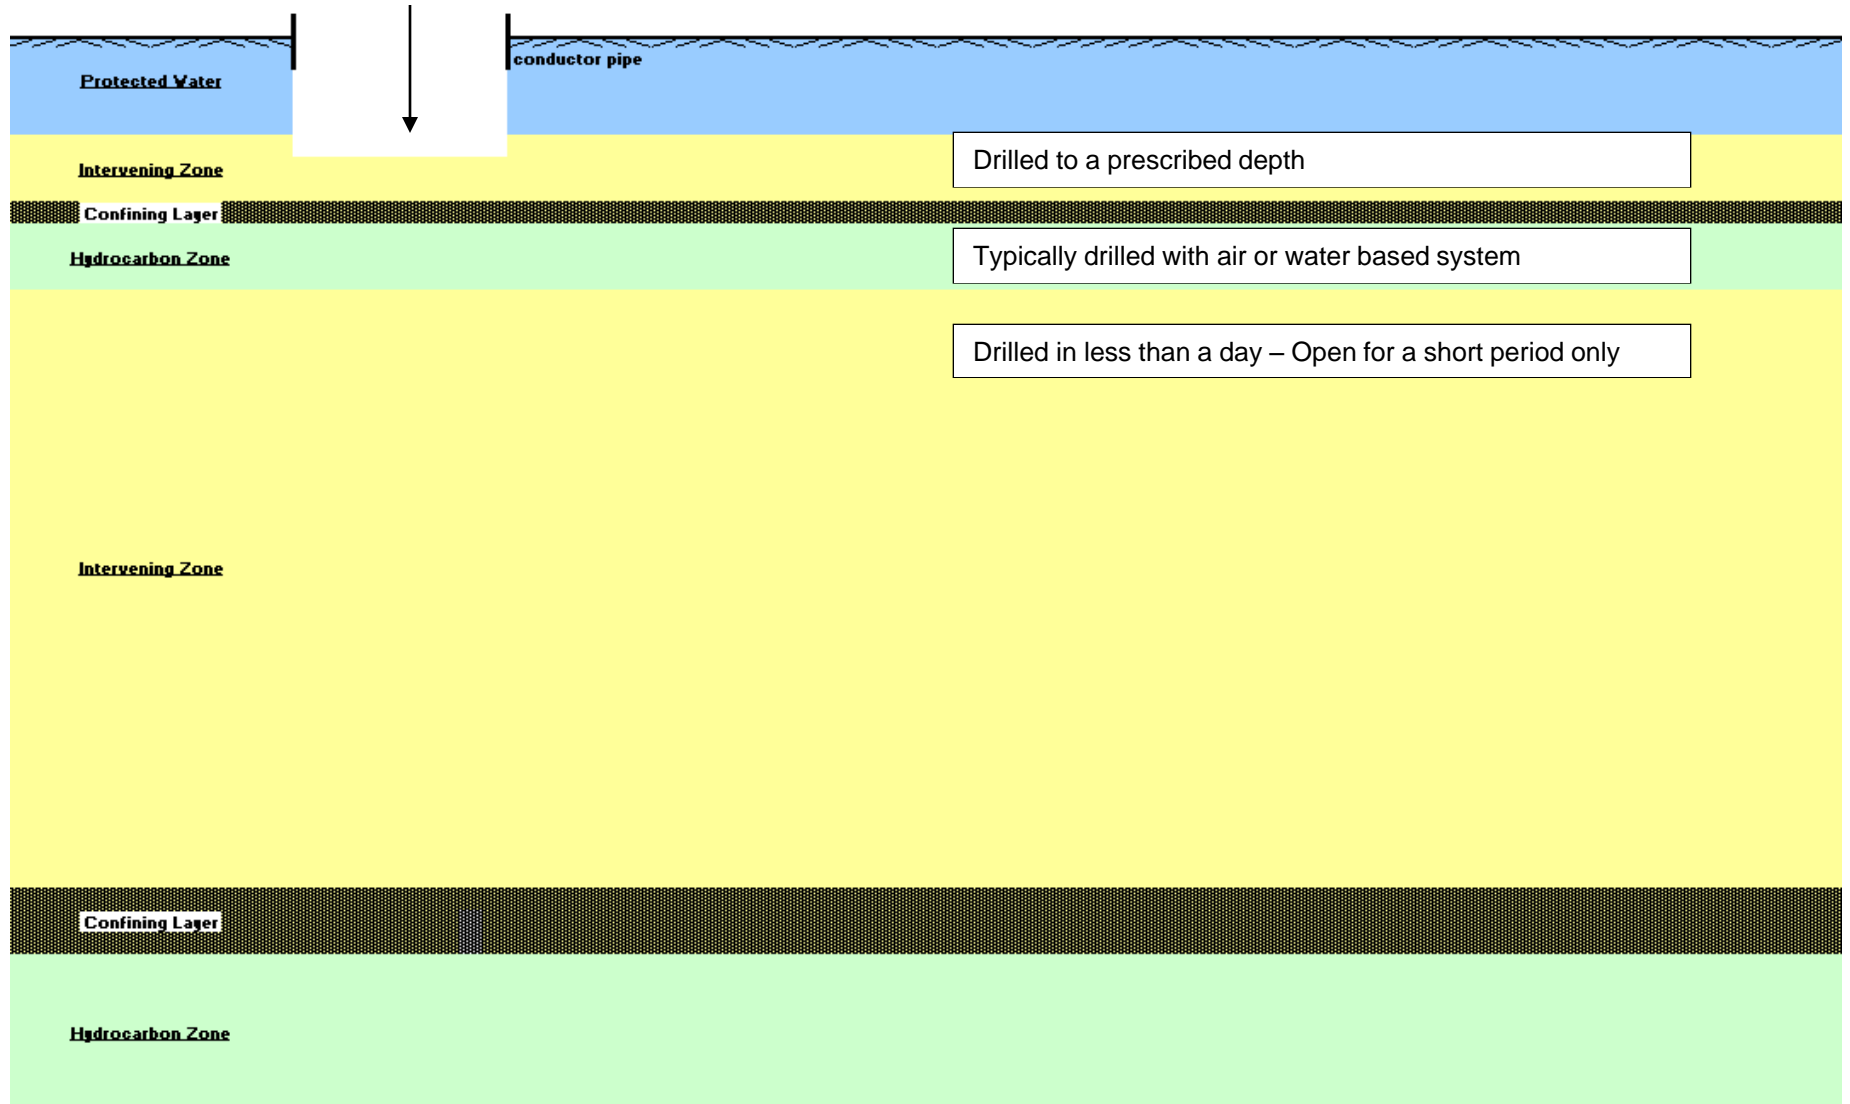 conductor pipe
Protected Water
Drilled to a prescribed depth
Intervening Zone
Confining Layer
Typically drilled with air or water based system
Hydrocarbon Zone
Drilled in less than a day – Open for a short period only
Intervening Zone
Confining Layer
Hydrocarbon Zone